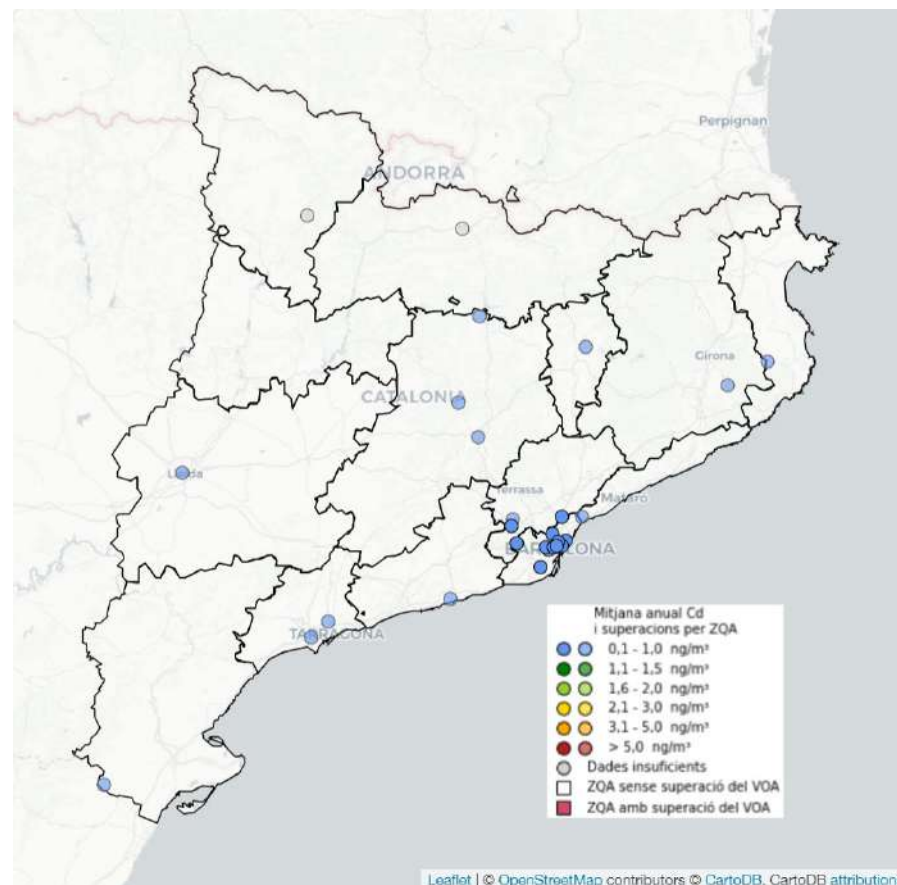 Perpignan
ANDORRA
Girona
CATALONIA
Lleida
Terrassa
Mataró
BARCELONA
TARRAGONA
Mitjana anual Cd
i superacions per ZQA
0,1 - 1,0 ng/m³
1,1 - 1,5 ng/m³
1,6 - 2,0 ng/m³
2,1 - 3,0 ng/m³
3,1 - 5,0 ng/m³
> 5,0 ng/m³
Dades insuficients
ZQA sense superació del VOA
ZQA amb superació del VOA
Leaflet | © OpenStreetMap contributors © CartoDB, CartoDB attribution